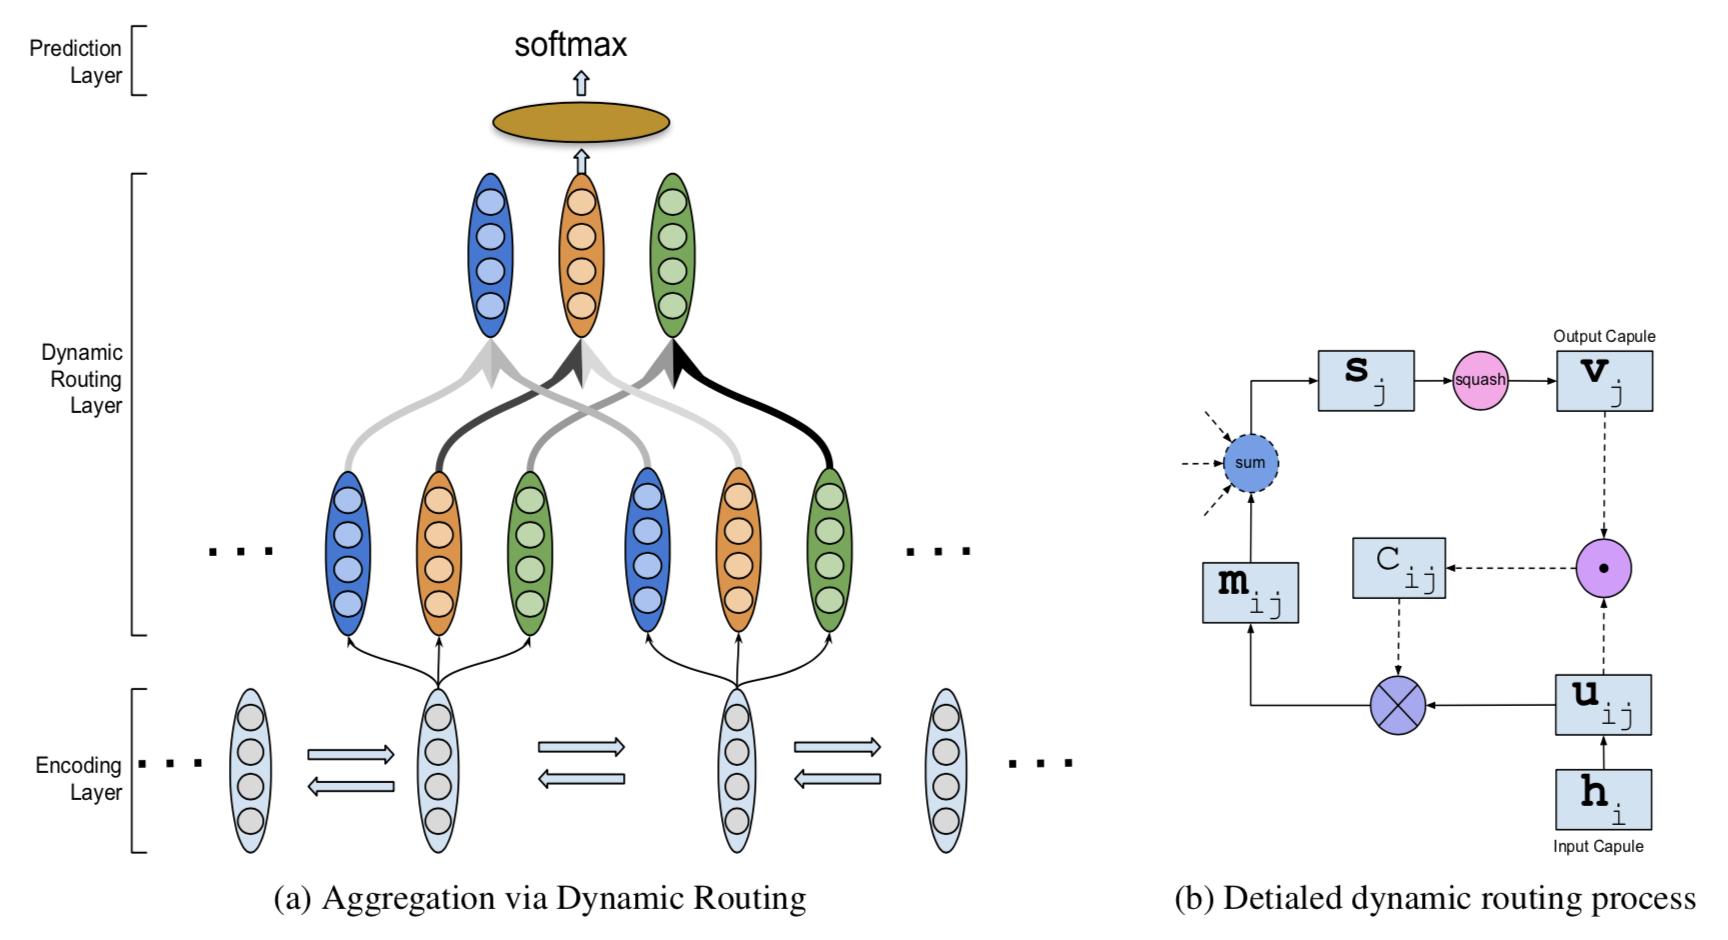 Prediction
Layer
softmax
Dynamic
Routing
Layer
Encoding
Layer
(a) Aggregation via Dynamic Routing
Output Capule
s j
squash
v j
sum
c ij
m ij
u ij
h i
Input Capule
(b) Detialed dynamic routing process